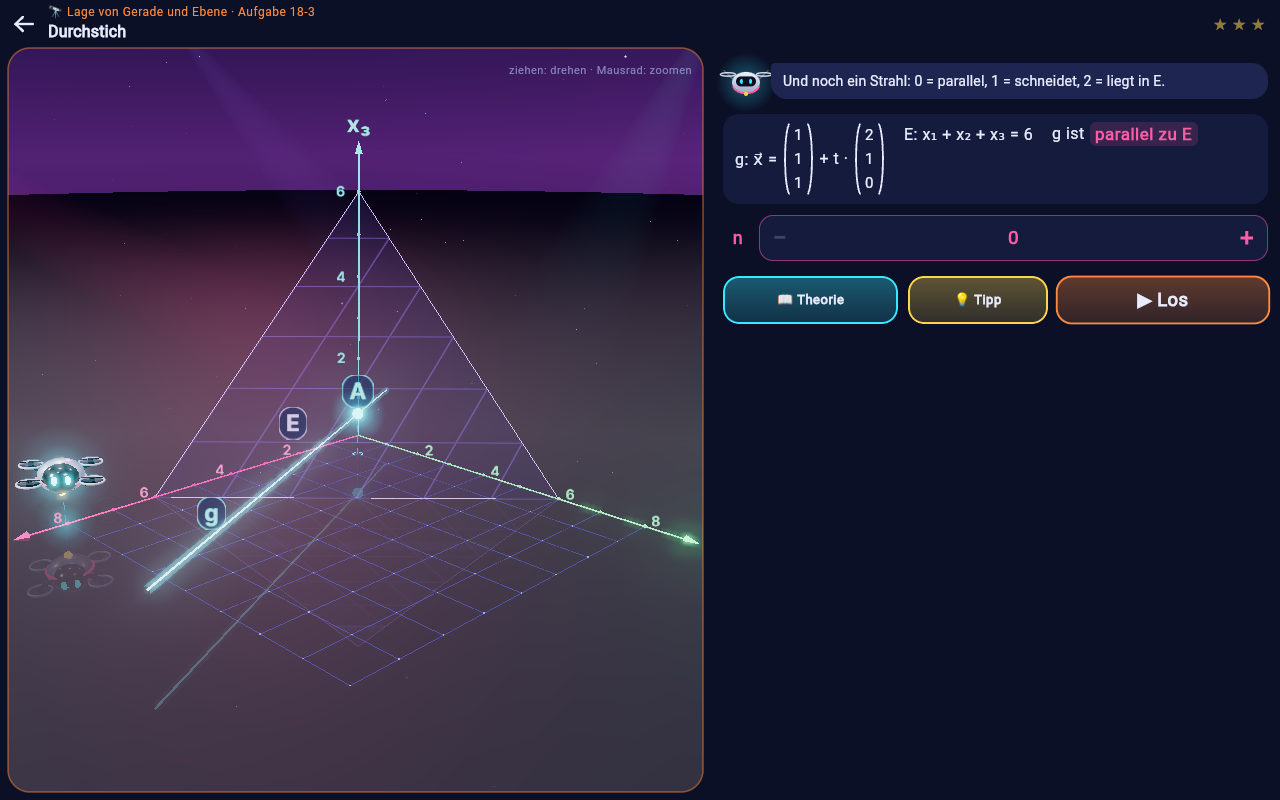 🔭 Lage von Gerade und Ebene · Aufgabe 18-3
Durchstich
★ ★ ★
ziehen: drehen · Mausrad: zoomen
x₃
6
4
2
A
E
2
2
4
4
6
6
g
8
8
Und noch ein Strahl: 0 = parallel, 1 = schneidet, 2 = liegt in E.
g: x⃗ = (1 1 1) + t · (2 1 0) E: x₁ + x₂ + x₃ = 6 g ist parallel zu E
n − 0 +
📖 Theorie 💡 Tipp ▶ Los